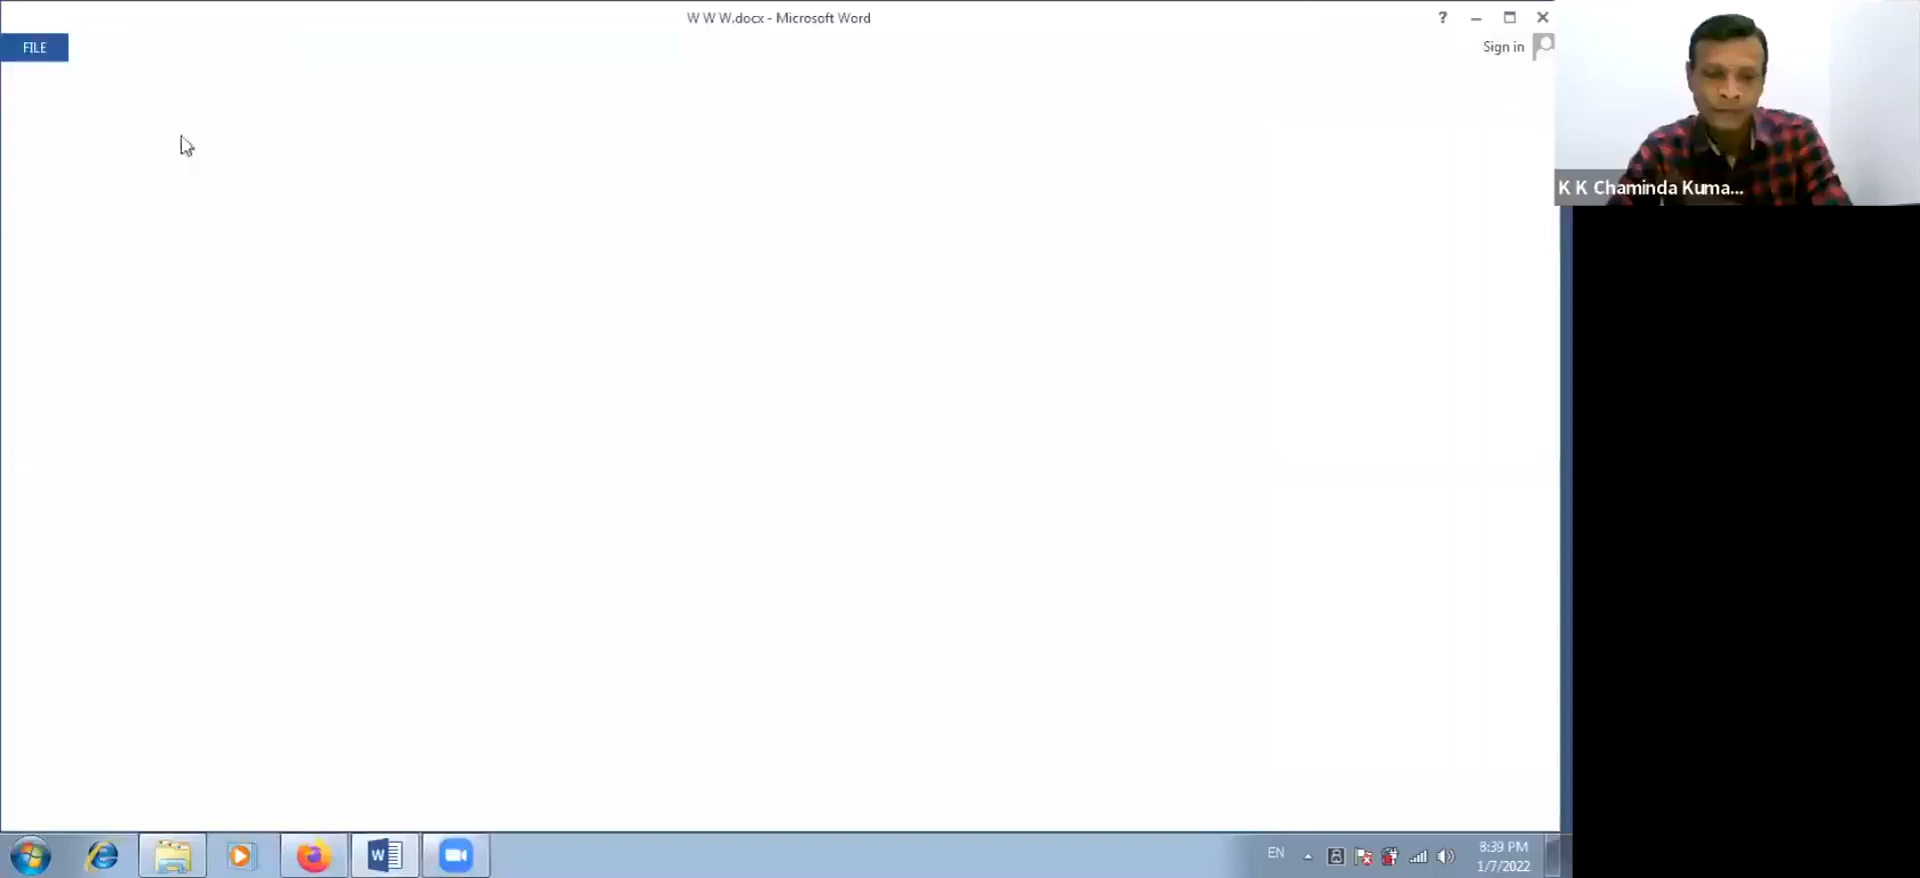 W W W.docx - Microsoft Word
?
FILE
Sign in
K K Chaminda Kuma...
W
EN
8:39 PM
1/7/2022